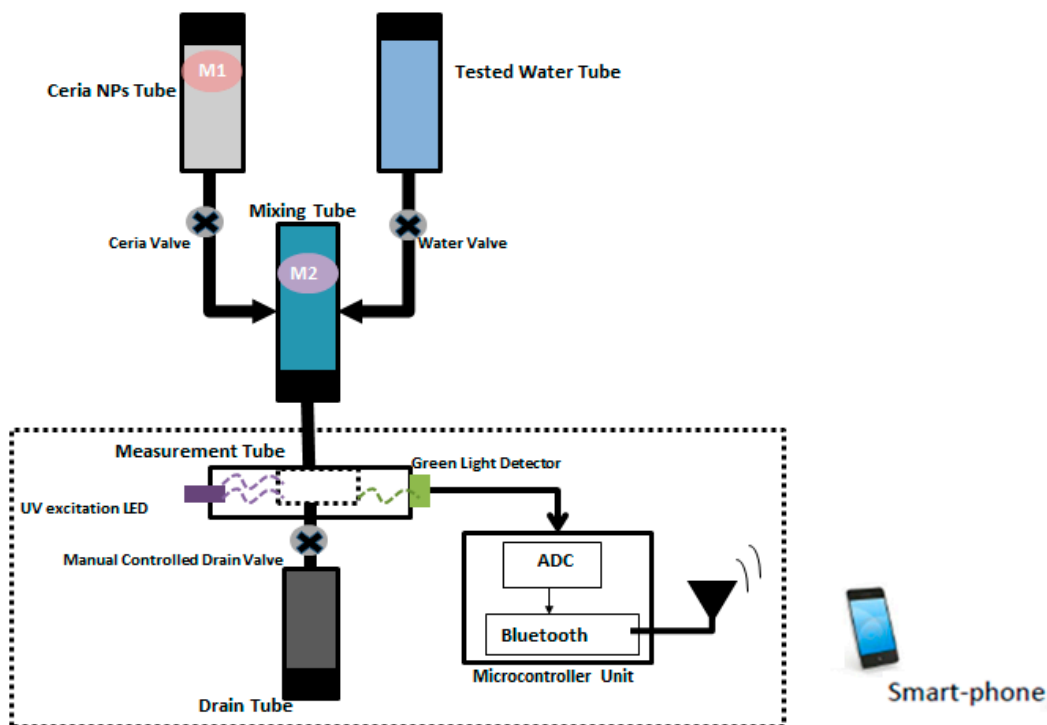 M1
Ceria NPs Tube
Tested Water Tube
Mixing Tube
Ceria Valve
Water Valve
M2
Measurement Tube
Green Light Detector
UV excitation LED
Manual Controlled Drain Valve
ADC
Bluetooth
Microcontroller Unit
Drain Tube
Smart-phone